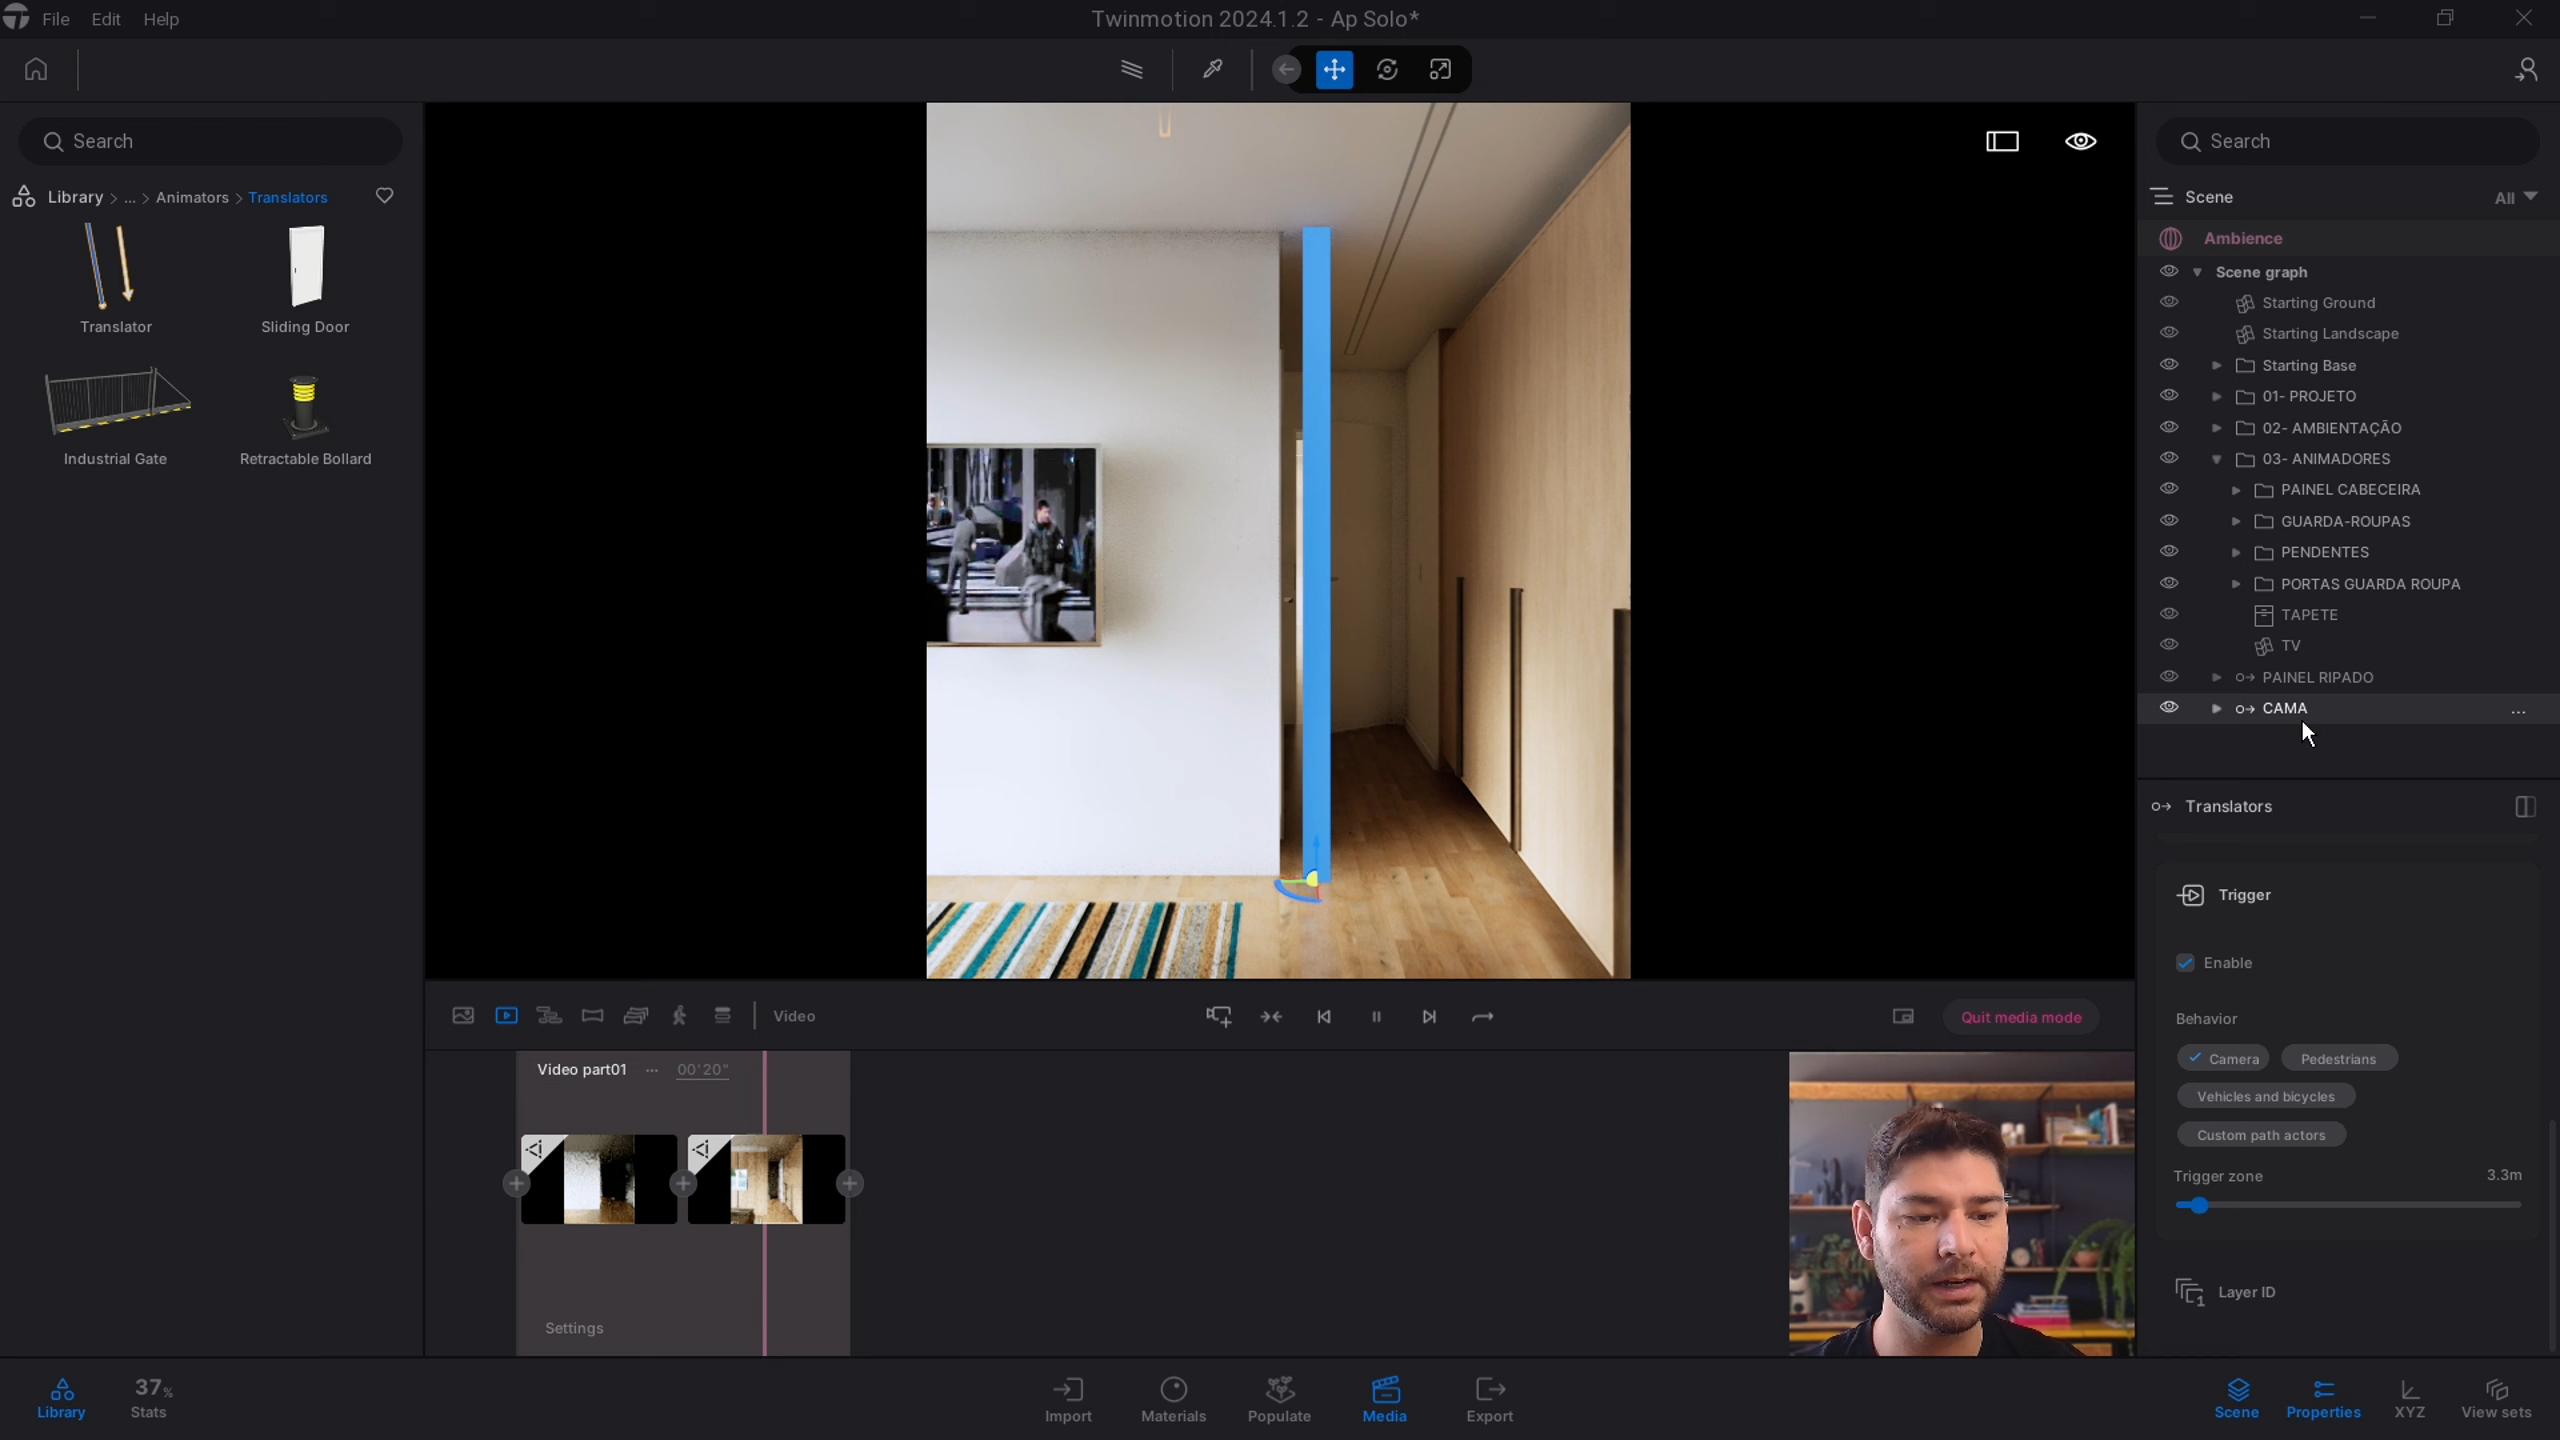 File Edit Help
Twinmotion 2024.1.2 - Ap Solo*
Search
Library > ... > Animators > Translators
Translator
Sliding Door
Industrial Gate
Retractable Bollard
Search
Scene
All
Ambience
Scene graph
Starting Ground
Starting Landscape
Starting Base
01- PROJETO
02- AMBIENTAÇÃO
03- ANIMADORES
PAINEL CABECEIRA
GUARDA-ROUPAS
PENDENTES
PORTAS GUARDA ROUPA
TAPETE
TV
PAINEL RIPADO
CAMA ...
Translators
Trigger
Enable
Behavior
Camera
Pedestrians
Vehicles and bicycles
Custom path actors
Trigger zone 3.3m
Layer ID
Video
Quit media mode
Video part01 ... 00'20"
Settings
Library
37%
Stats
Import
Materials
Populate
Media
Export
Scene
Properties
XYZ
View sets